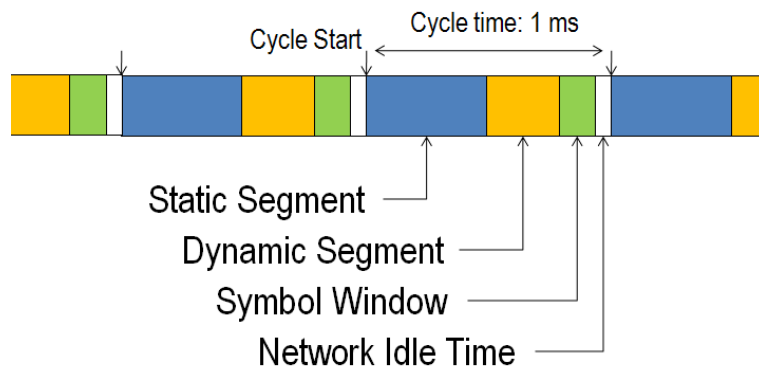 Cycle time: 1 ms
Cycle Start
Static Segment
Dynamic Segment
Symbol Window
Network Idle Time